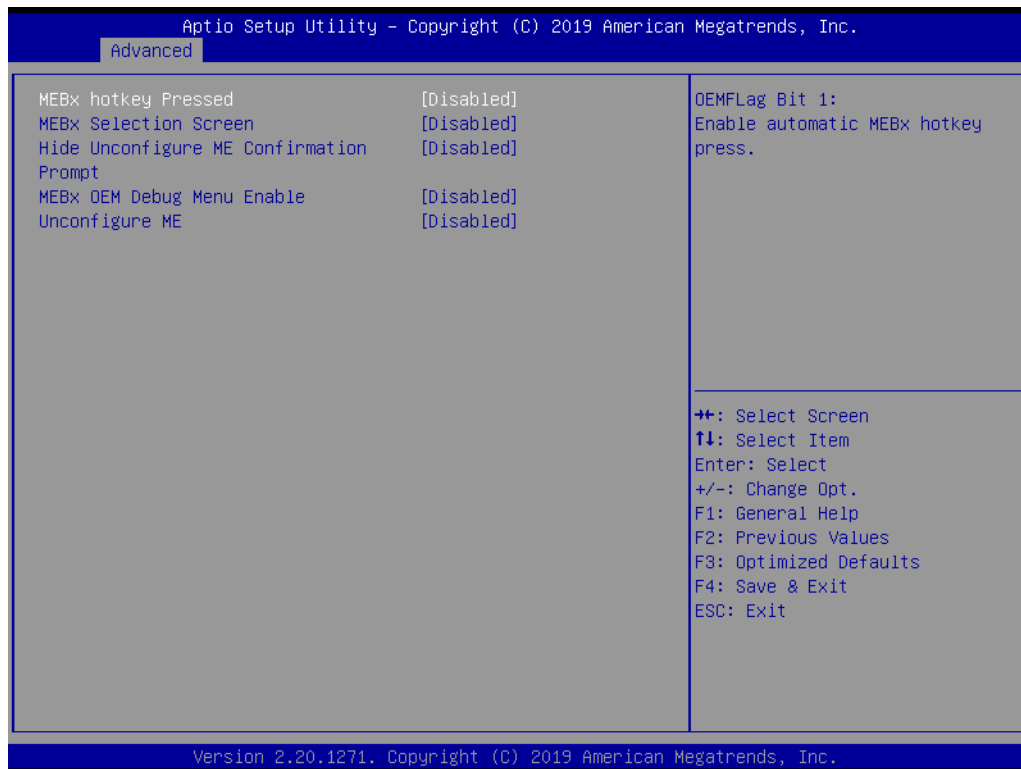 Aptio Setup Utility – Copyright (C) 2019 American Megatrends, Inc.
Advanced
MEBx hotkey Pressed [Disabled]
MEBx Selection Screen [Disabled]
Hide Unconfigure ME Confirmation [Disabled]
Prompt
MEBx OEM Debug Menu Enable [Disabled]
Unconfigure ME [Disabled]
OEMFLag Bit 1:
Enable automatic MEBx hotkey
press.
→←: Select Screen
↑↓: Select Item
Enter: Select
+/-: Change Opt.
F1: General Help
F2: Previous Values
F3: Optimized Defaults
F4: Save & Exit
ESC: Exit
Version 2.20.1271. Copyright (C) 2019 American Megatrends, Inc.